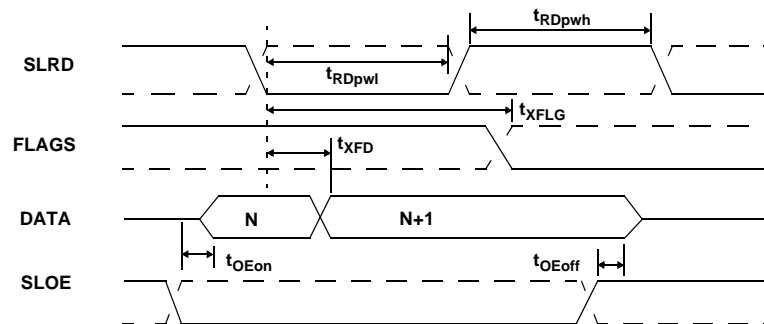 tRDpwh
SLRD
tRDpwl
tXFLG
FLAGS
tXFD
DATA
N
N+1
tOEon
tOEoff
SLOE